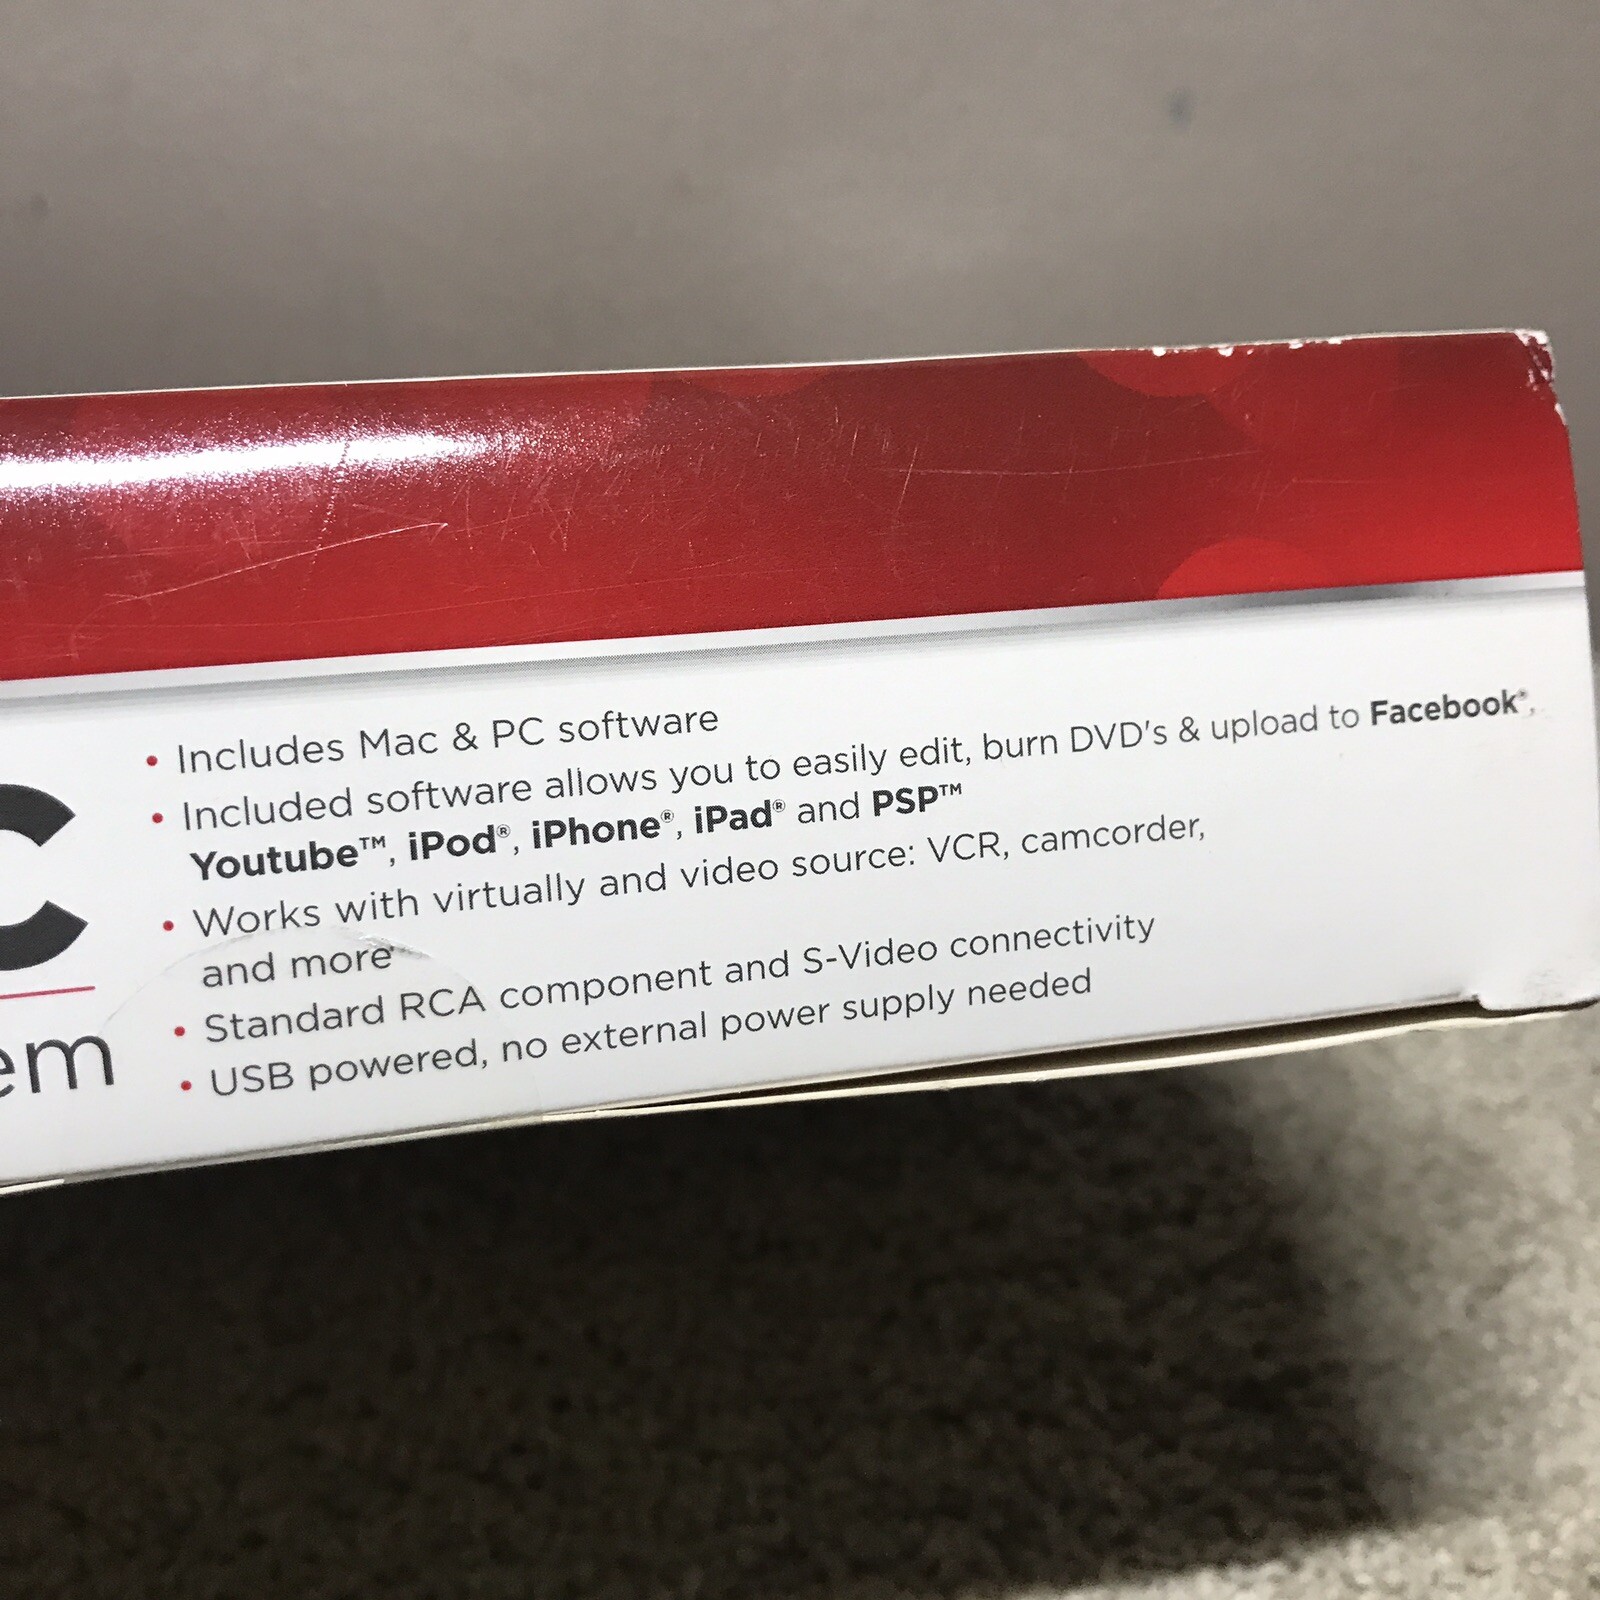 • Includes Mac & PC software
• Included software allows you to easily edit, burn DVD's & upload to Facebook®,
Youtube™, iPod®, iPhone®, iPad® and PSP™
• Works with virtually and video source: VCR, camcorder,
and more
• Standard RCA component and S-Video connectivity
• USB powered, no external power supply needed
C
em